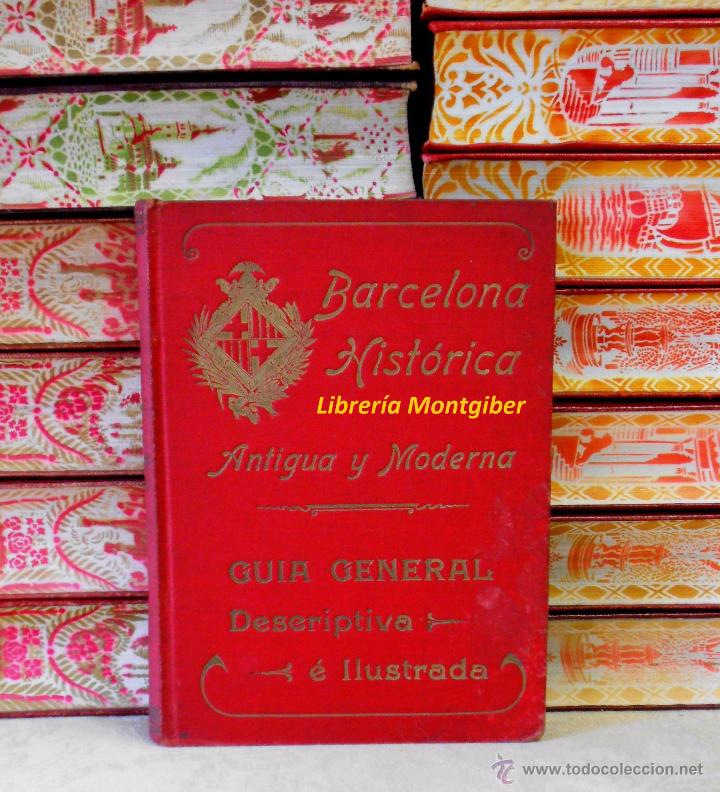 Barcelona
Histórica
Librería Montgiber
Antigua y Moderna
GUIA GENERAL
Descriptiva
é Ilustrada
© www.todocoleccion.net